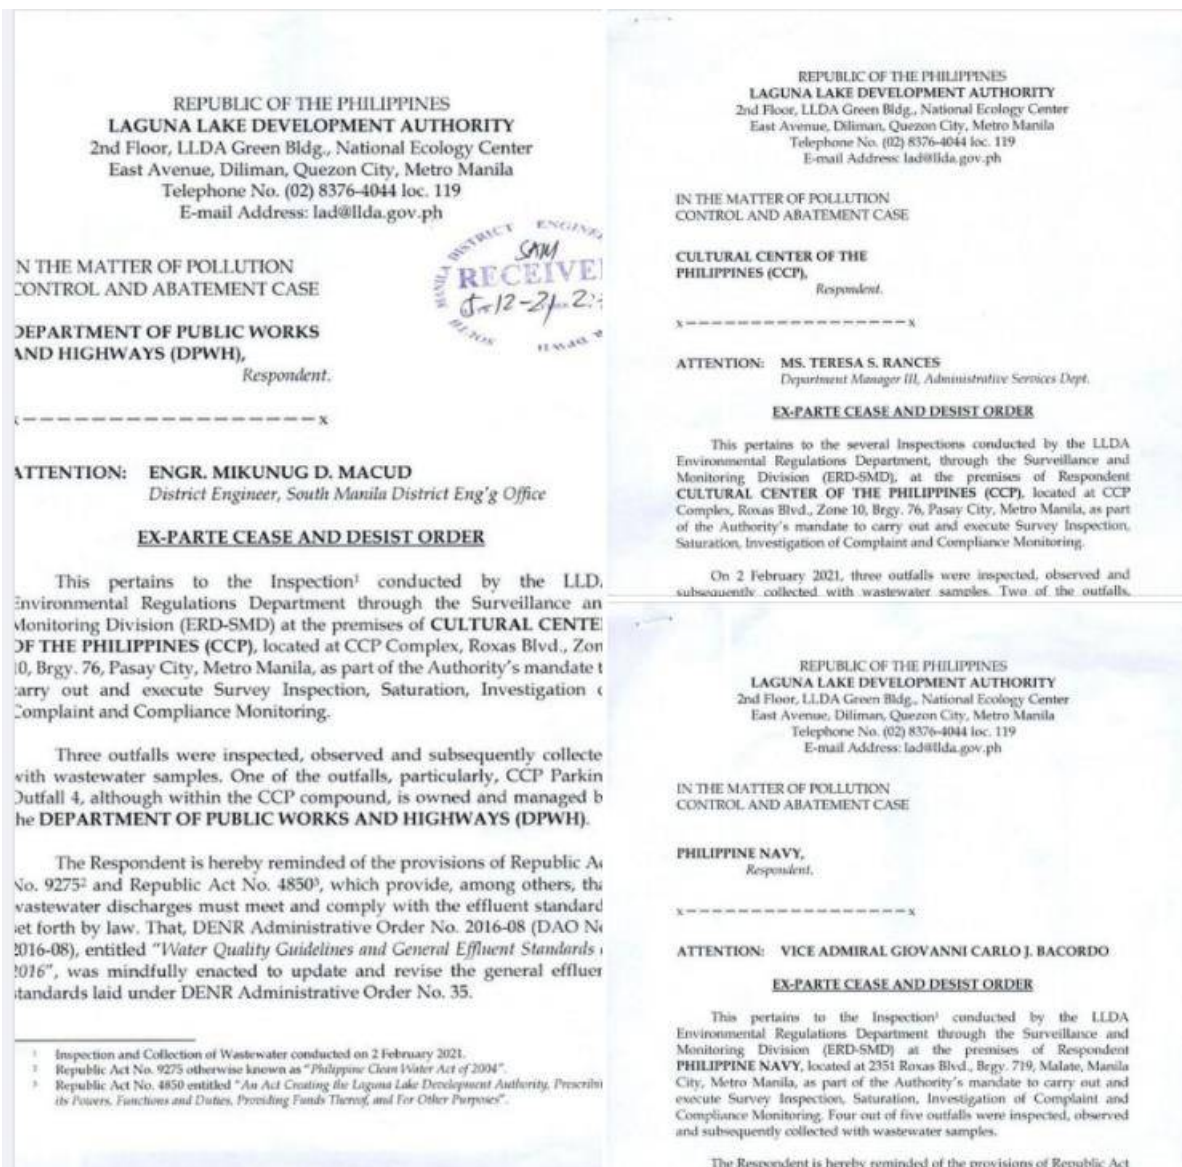 REPUBLIC OF THE PHILIPPINES
LAGUNA LAKE DEVELOPMENT AUTHORITY
2nd Floor, LLDA Green Bldg., National Ecology Center
East Avenue, Diliman, Quezon City, Metro Manila
Telephone No. (02) 8376-4044 loc. 119
E-mail Address: lad@llda.gov.ph
MANILA DISTRICT ENGINE
SOUTH
RECEIVE
5-12-21 2:
N THE MATTER OF POLLUTION
CONTROL AND ABATEMENT CASE
DEPARTMENT OF PUBLIC WORKS
AND HIGHWAYS (DPWH),
Respondent.
x — — — — — — — — — — — — — — — — — — x
ATTENTION: ENGR. MIKUNUG D. MACUD
District Engineer, South Manila District Eng'g Office
EX-PARTE CEASE AND DESIST ORDER
This pertains to the Inspection¹ conducted by the LLD
Environmental Regulations Department through the Surveillance an
Monitoring Division (ERD-SMD) at the premises of CULTURAL CENTE
OF THE PHILIPPINES (CCP), located at CCP Complex, Roxas Blvd., Zon
10, Brgy. 76, Pasay City, Metro Manila, as part of the Authority's mandate t
carry out and execute Survey Inspection, Saturation, Investigation o
Complaint and Compliance Monitoring.
Three outfalls were inspected, observed and subsequently collecte
with wastewater samples. One of the outfalls, particularly, CCP Parkin
Outfall 4, although within the CCP compound, is owned and managed b
he DEPARTMENT OF PUBLIC WORKS AND HIGHWAYS (DPWH).
The Respondent is hereby reminded of the provisions of Republic A
No. 9275² and Republic Act No. 4850³, which provide, among others, tha
wastewater discharges must meet and comply with the effluent standard
et forth by law. That, DENR Administrative Order No. 2016-08 (DAO N
2016-08), entitled "Water Quality Guidelines and General Effluent Standards
2016", was mindfully enacted to update and revise the general effluen
standards laid under DENR Administrative Order No. 35.
¹ Inspection and Collection of Wastewater conducted on 2 February 2021.
² Republic Act No. 9275 otherwise known as "Philippine Clean Water Act of 2004".
³ Republic Act No. 4850 entitled "An Act Creating the Laguna Lake Development Authority, Prescribi
its Powers, Functions and Duties, Providing Funds Thereof, and For Other Purposes".
REPUBLIC OF THE PHILIPPINES
LAGUNA LAKE DEVELOPMENT AUTHORITY
2nd Floor, LLDA Green Bldg., National Ecology Center
East Avenue, Diliman, Quezon City, Metro Manila
Telephone No. (02) 8376-4044 loc. 119
E-mail Address: lad@llda.gov.ph
IN THE MATTER OF POLLUTION
CONTROL AND ABATEMENT CASE
CULTURAL CENTER OF THE
PHILIPPINES (CCP),
Respondent.
x — — — — — — — — — — — — — — — — — — x
ATTENTION: MS. TERESA S. RANCES
Department Manager III, Administrative Services Dept.
EX-PARTE CEASE AND DESIST ORDER
This pertains to the several Inspections conducted by the LLDA
Environmental Regulations Department, through the Surveillance and
Monitoring Division (ERD-SMD), at the premises of Respondent
CULTURAL CENTER OF THE PHILIPPINES (CCP), located at CCP
Complex, Roxas Blvd., Zone 10, Brgy. 76, Pasay City, Metro Manila, as part
of the Authority's mandate to carry out and execute Survey Inspection,
Saturation, Investigation of Complaint and Compliance Monitoring.
On 2 February 2021, three outfalls were inspected, observed and
subsequently collected with wastewater samples. Two of the outfalls,
REPUBLIC OF THE PHILIPPINES
LAGUNA LAKE DEVELOPMENT AUTHORITY
2nd Floor, LLDA Green Bldg., National Ecology Center
East Avenue, Diliman, Quezon City, Metro Manila
Telephone No. (02) 8376-4044 loc. 119
E-mail Address: lad@llda.gov.ph
IN THE MATTER OF POLLUTION
CONTROL AND ABATEMENT CASE
PHILIPPINE NAVY,
Respondent.
x — — — — — — — — — — — — — — — — — — x
ATTENTION: VICE ADMIRAL GIOVANNI CARLO J. BACORDO
EX-PARTE CEASE AND DESIST ORDER
This pertains to the Inspection¹ conducted by the LLDA
Environmental Regulations Department through the Surveillance and
Monitoring Division (ERD-SMD) at the premises of Respondent
PHILIPPINE NAVY, located at 2351 Roxas Blvd., Brgy. 719, Malate, Manila
City, Metro Manila, as part of the Authority's mandate to carry out and
execute Survey Inspection, Saturation, Investigation of Complaint and
Compliance Monitoring. Four out of five outfalls were inspected, observed
and subsequently collected with wastewater samples.
The Respondent is hereby reminded of the provisions of Republic Act